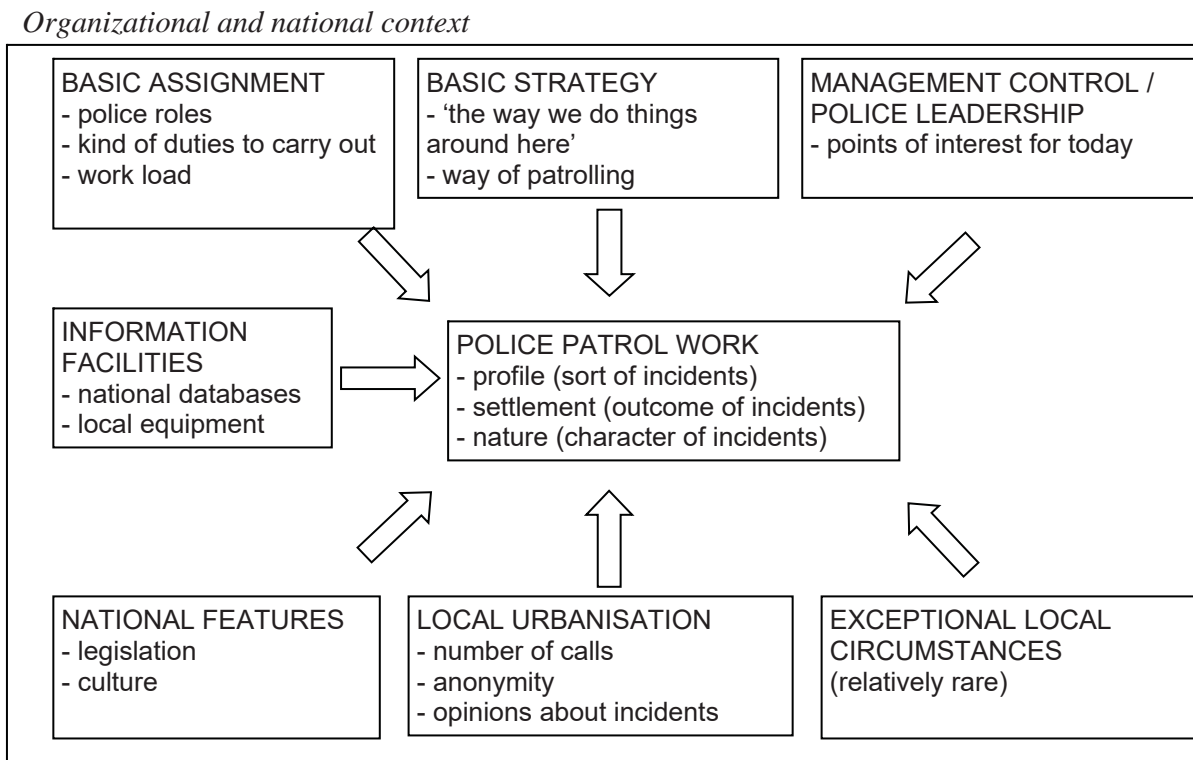 Organizational and national context
BASIC ASSIGNMENT
- police roles
- kind of duties to carry out
- work load
BASIC STRATEGY
- ‘the way we do things
around here’
- way of patrolling
MANAGEMENT CONTROL /
POLICE LEADERSHIP
- points of interest for today
INFORMATION
FACILITIES
- national databases
- local equipment
POLICE PATROL WORK
- profile (sort of incidents)
- settlement (outcome of incidents)
- nature (character of incidents)
NATIONAL FEATURES
- legislation
- culture
LOCAL URBANISATION
- number of calls
- anonymity
- opinions about incidents
EXCEPTIONAL LOCAL
CIRCUMSTANCES
(relatively rare)